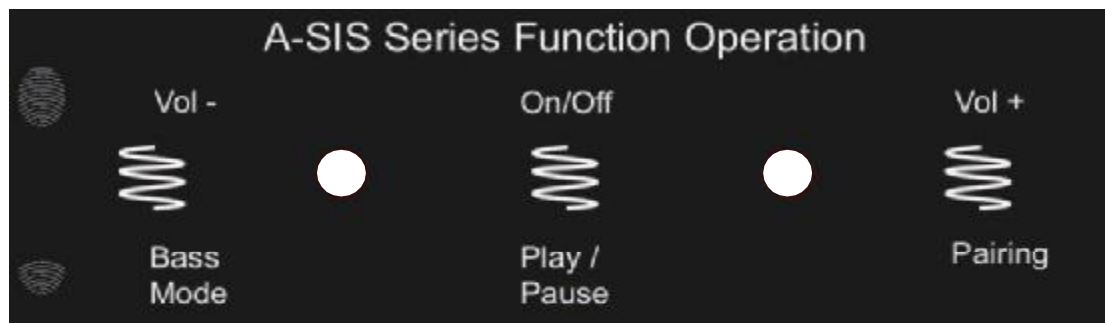 A-SIS Series Function Operation
Vol - On/Off Vol +
Bass Play / Pairing
Mode Pause